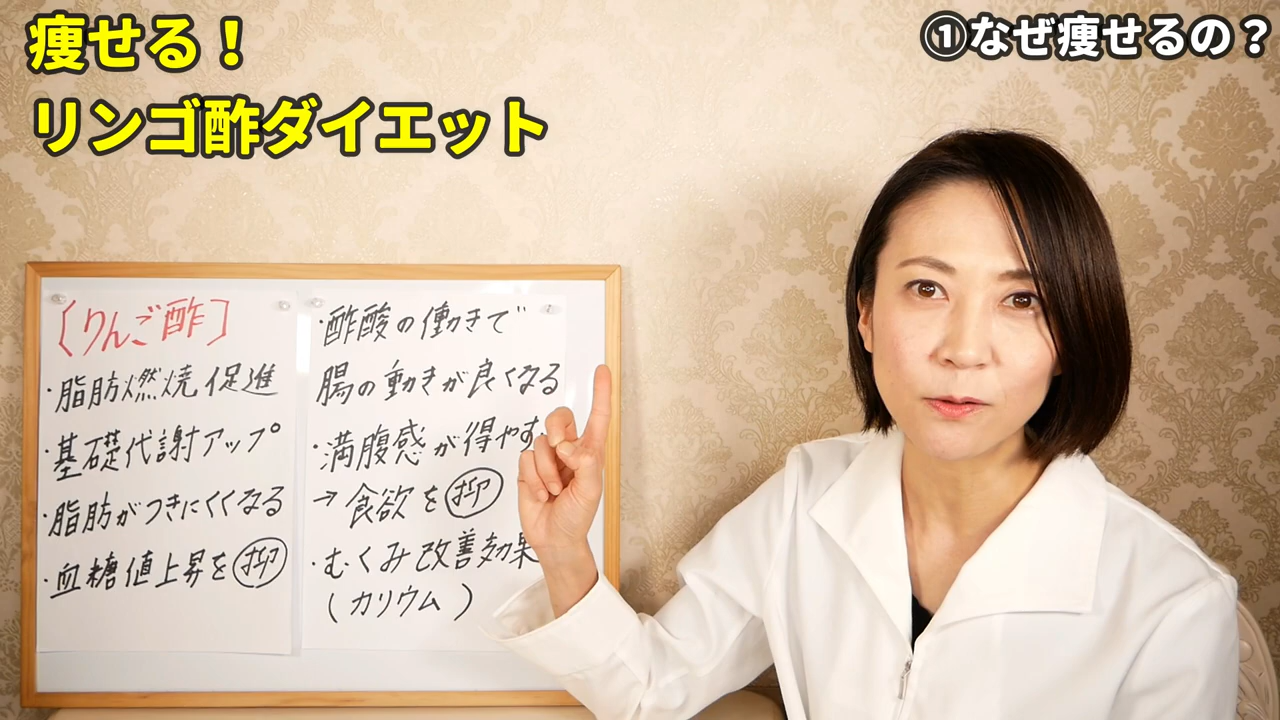 痩せる！
リンゴ酢ダイエット
①なぜ痩せるの？
〔りんご酢〕
・脂肪燃焼促進
・基礎代謝アップ
・脂肪がつきにくくなる
・血糖値上昇を抑
・酢酸の働きで
腸の動きが良くなる
・満腹感が得やす
→食欲を抑
・むくみ改善効果
（カリウム）